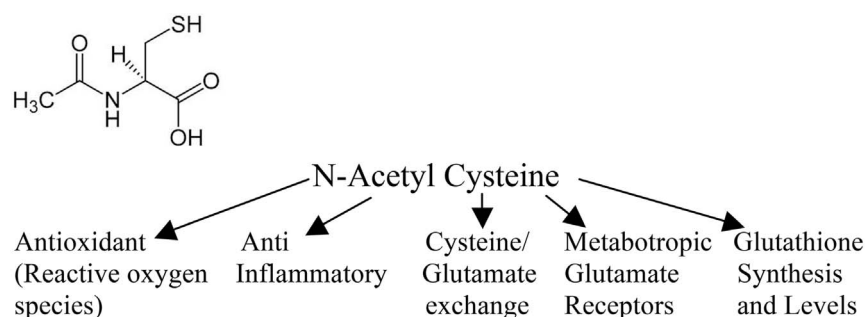 SH
O
H
H₃C
N
H
O
OH
N-Acetyl Cysteine
Antioxidant
(Reactive oxygen
species)
Anti
Inflammatory
Cysteine/
Glutamate
exchange
Metabotropic
Glutamate
Receptors
Glutathione
Synthesis
and Levels